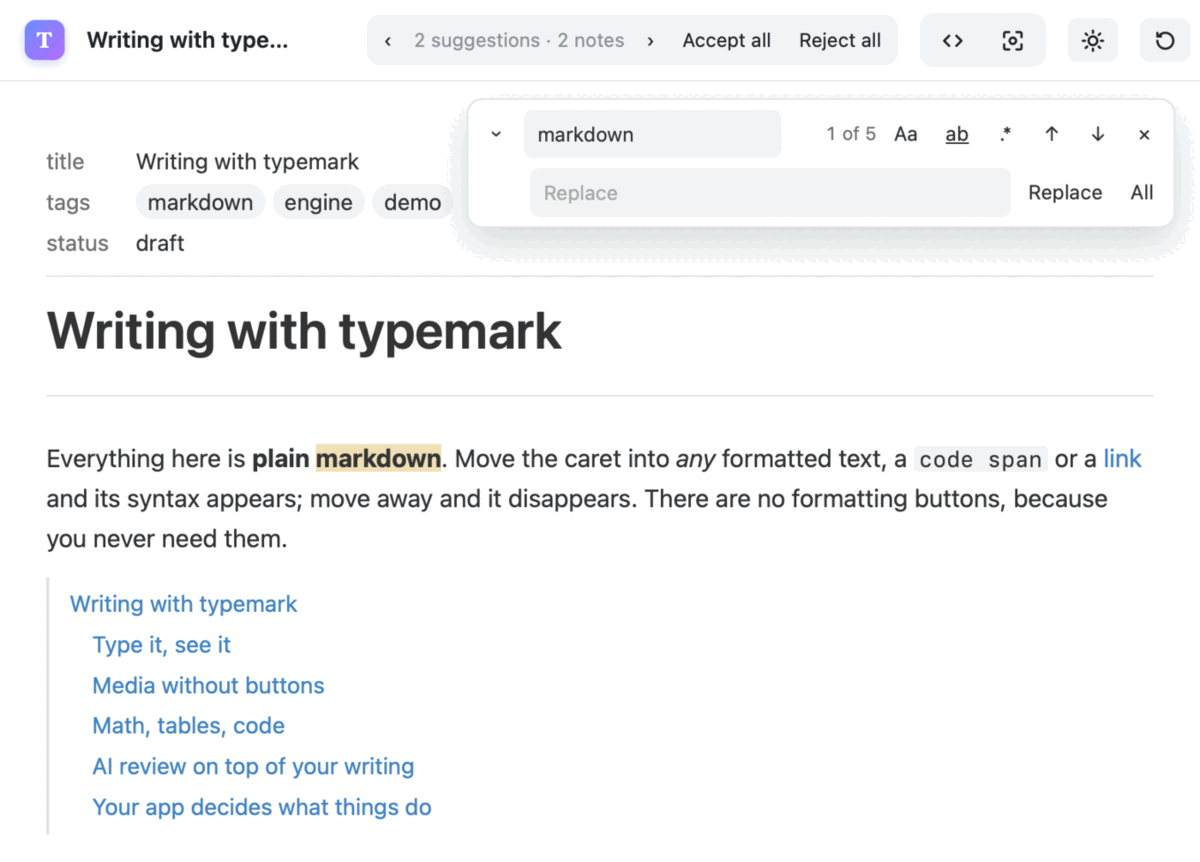 T Writing with type... ‹ 2 suggestions · 2 notes › Accept all Reject all <>
markdown 1 of 5 Aa ab .* ↑ ↓ ×
Replace Replace All
title Writing with typemark
tags markdown engine demo
status draft
Writing with typemark
Everything here is plain markdown. Move the caret into any formatted text, a code span or a link
and its syntax appears; move away and it disappears. There are no formatting buttons, because
you never need them.
Writing with typemark
Type it, see it
Media without buttons
Math, tables, code
AI review on top of your writing
Your app decides what things do